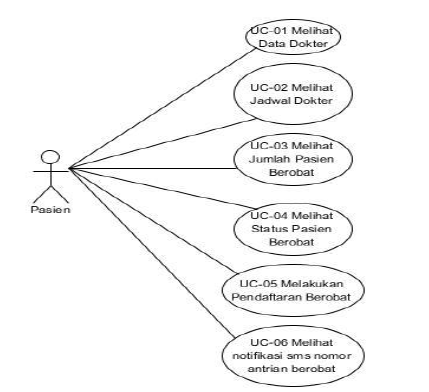 UC-01 Melihat
Data Dokter
UC-02 Melihat
Jadwal Dokter
UC-03 Melihat
Jumlah Pasien
Berobat
Pasien
UC-04 Melihat
Status Pasien
Berobat
UC-05 Melakukan
Pendaftaran Berobat
UC-06 Melihat
notifikasi sms nomor
antrian berobat